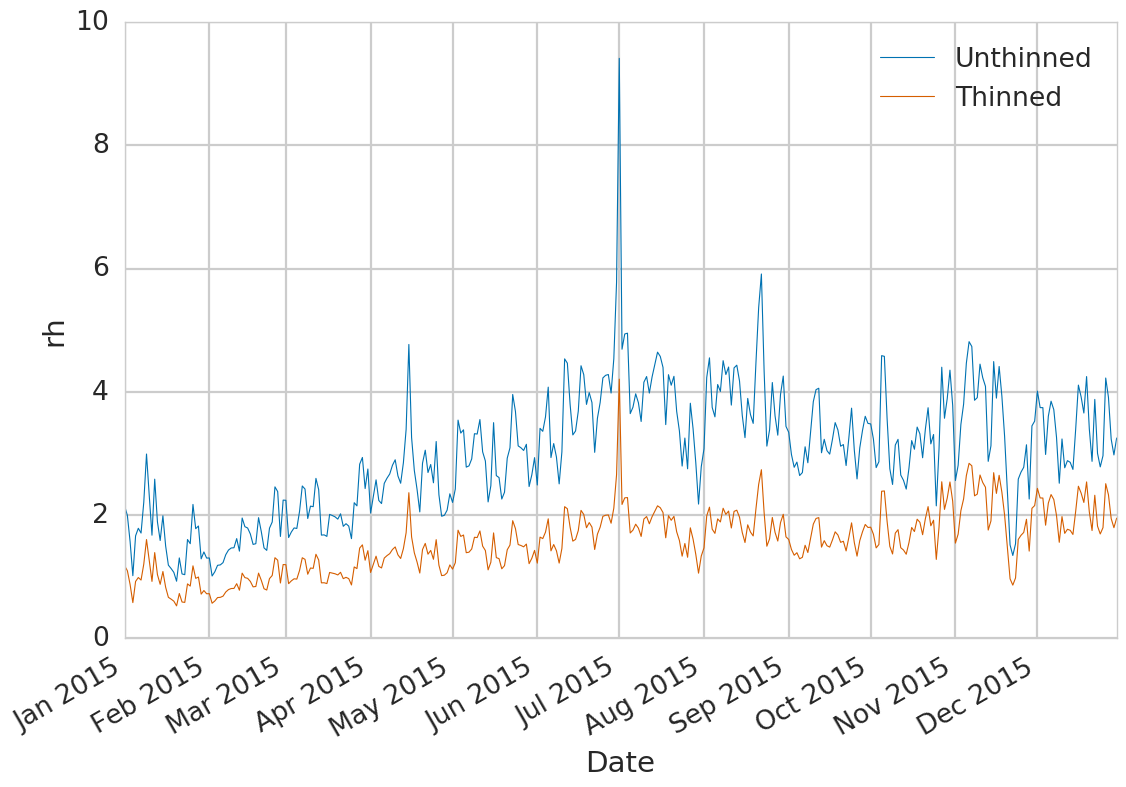 10
8
6
4
2
0
rh
Unthinned
Thinned
Jan 2015
Feb 2015
Mar 2015
Apr 2015
May 2015
Jun 2015
Jul 2015
Aug 2015
Sep 2015
Oct 2015
Nov 2015
Dec 2015
Date